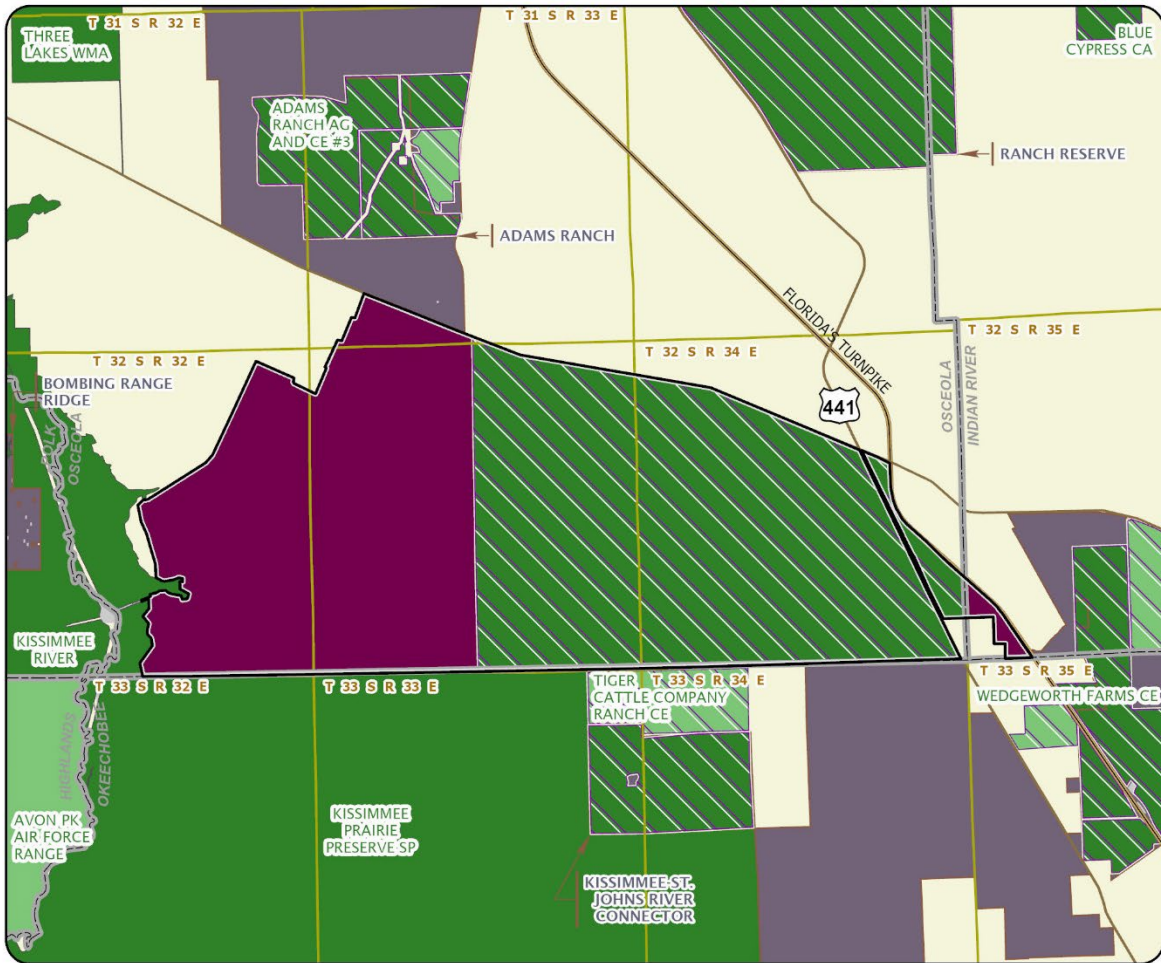 T 31 S R 32 E
T 31 S R 33 E
THREE
LAKES WMA
BLUE
CYPRESS CA
ADAMS
RANCH AG
AND CE #3
RANCH RESERVE
ADAMS RANCH
FLORIDA'S TURNPIKE
T 32 S R 35 E
T 32 S R 32 E
T 32 S R 34 E
BOMBING RANGE
RIDGE
441
POLK
OSCEOLA
OSCEOLA
INDIAN RIVER
KISSIMMEE
RIVER
T 33 S R 32 E
T 33 S R 33 E
TIGER
CATTLE COMPANY
RANCH CE
T 33 S R 34 E
T 33 S R 35 E
WEDGEWORTH FARMS CE
HIGHLANDS
OKEECHOBEE
AVON PK
AIR FORCE
RANGE
KISSIMMEE
PRAIRIE
PRESERVE SP
KISSIMMEE-ST.
JOHNS RIVER
CONNECTOR